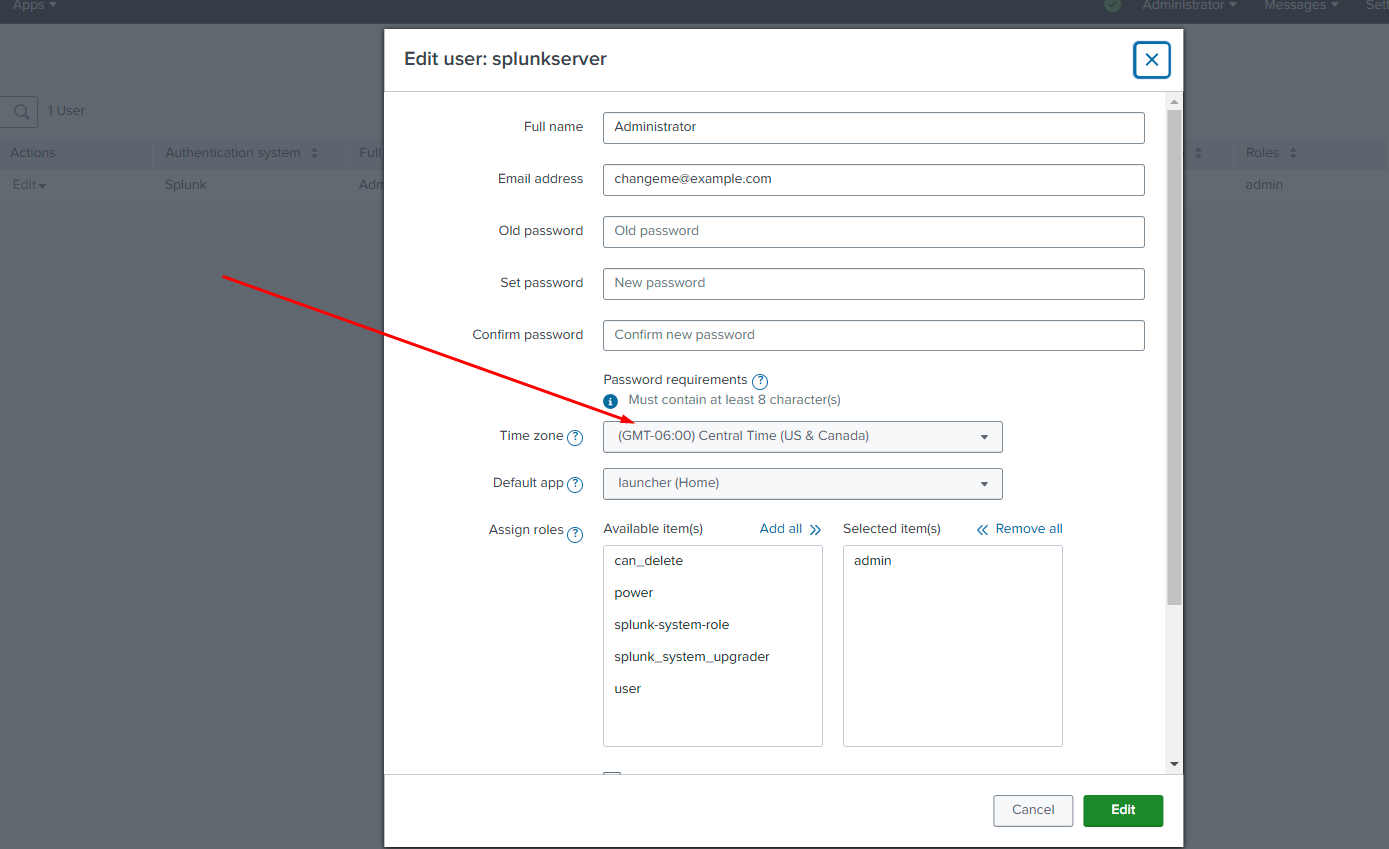 Apps
Administrator
Messages
Edit user: splunkserver
1 User
Actions
Authentication system
Roles
Edit
Splunk
admin
Full name
Administrator
Email address
changeme@example.com
Old password
Old password
Set password
New password
Confirm password
Confirm new password
Password requirements ?
Must contain at least 8 character(s)
Time zone ?
(GMT-06:00) Central Time (US & Canada)
Default app ?
launcher (Home)
Assign roles ?
Available item(s) Add all »
Selected item(s) « Remove all
can_delete
power
splunk-system-role
splunk_system_upgrader
user
admin
Cancel
Edit